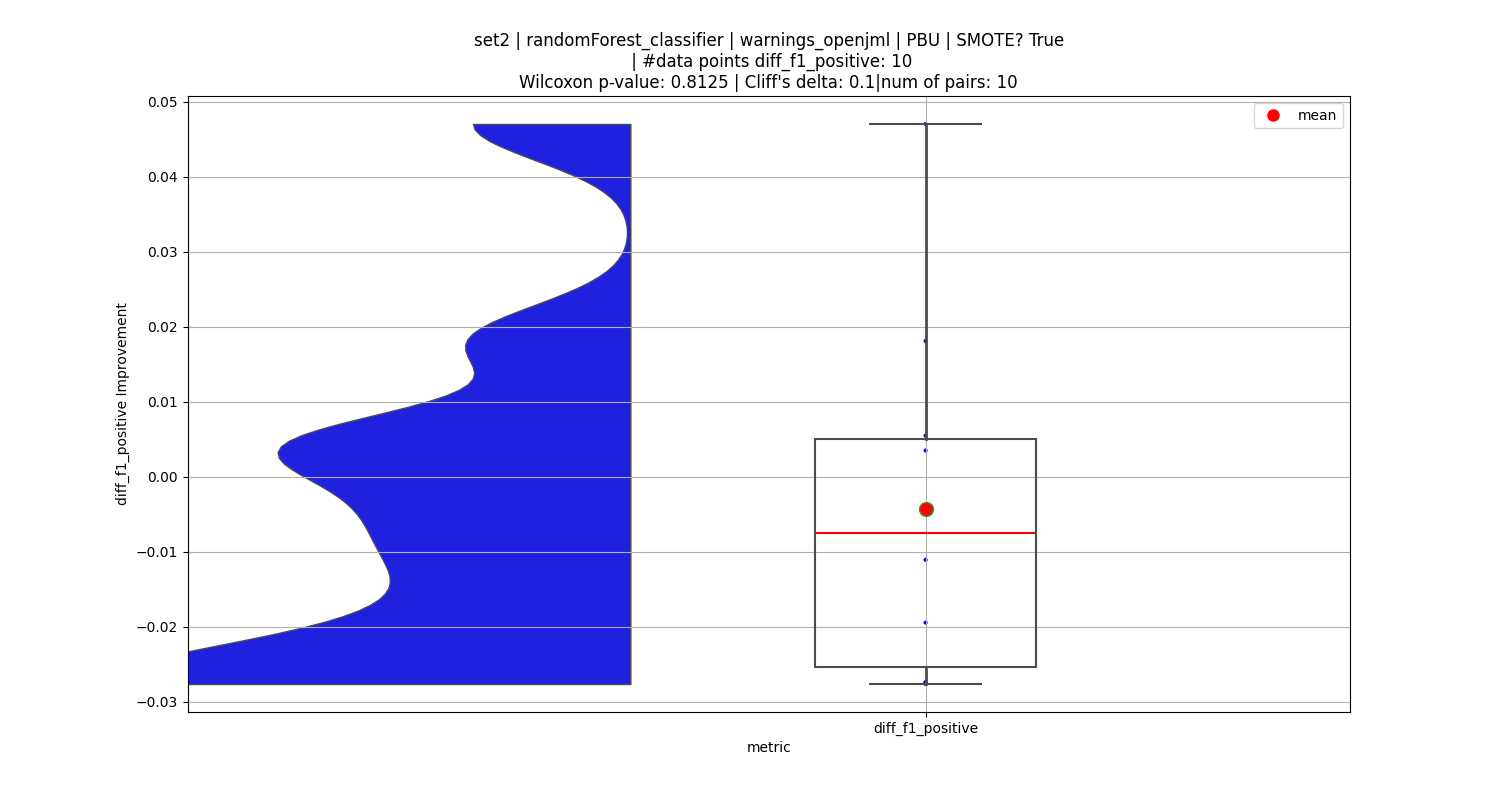 set2 | randomForest_classifier | warnings_openjml | PBU | SMOTE? True
| #data points diff_f1_positive: 10
Wilcoxon p-value: 0.8125 | Cliff's delta: 0.1|num of pairs: 10
mean
0.05
0.04
0.03
0.02
0.01
0.00
−0.01
−0.02
−0.03
diff_f1_positive Improvement
diff_f1_positive
metric